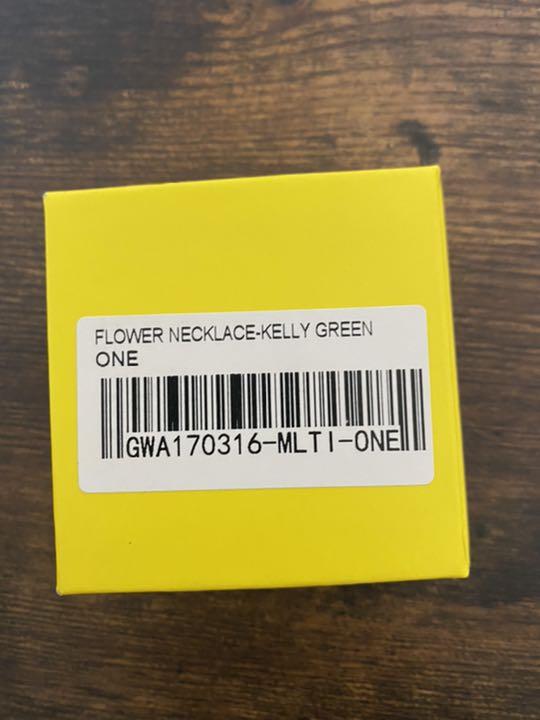 FLOWER NECKLACE-KELLY GREEN
ONE
GWA170316-MLTI-ONE